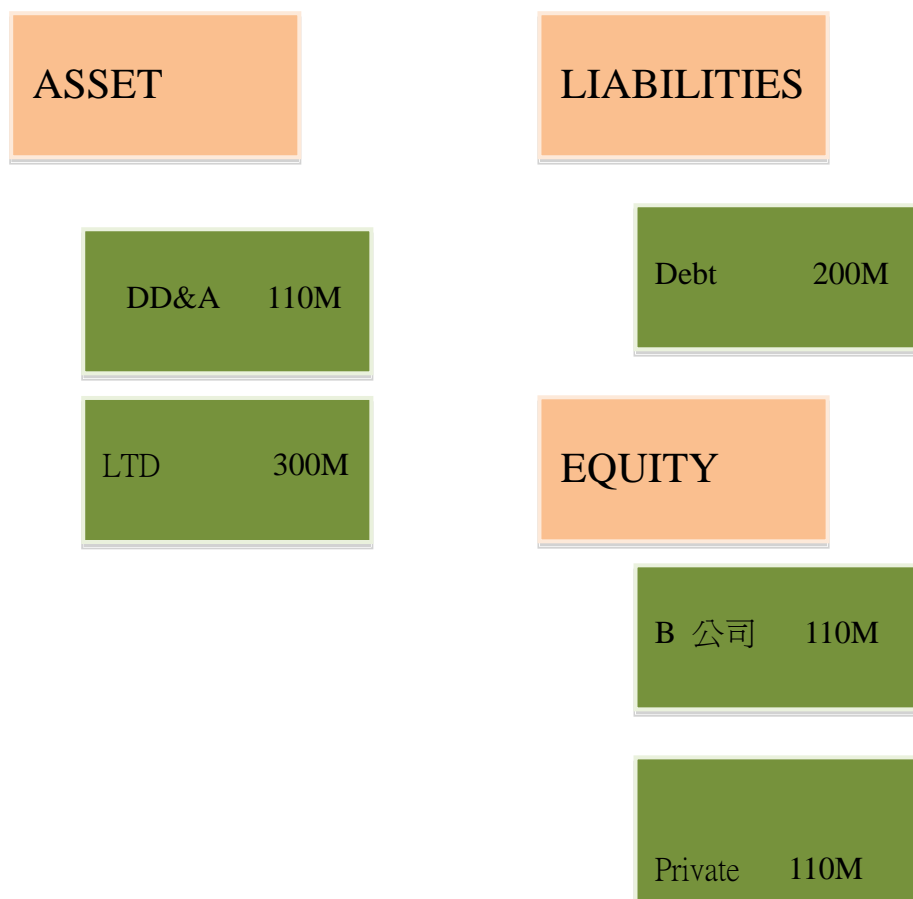 ASSET
DD&A 110M
LTD 300M
LIABILITIES
Debt 200M
EQUITY
B 公司 110M
Private 110M